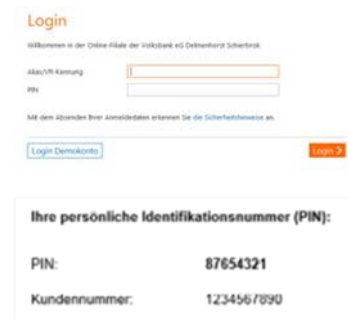 Login
Willkommen in der Online-Filiale der Volksbank eG Delmenhorst Schierbrok.
Alias/VR-Kennung
PIN
Mit dem Absenden Ihrer Anmeldedaten erkennen Sie die Sicherheitshinweise an.
Login Demokonto
Login
Ihre persönliche Identifikationsnummer (PIN):
PIN: 87654321
Kundennummer: 1234567890